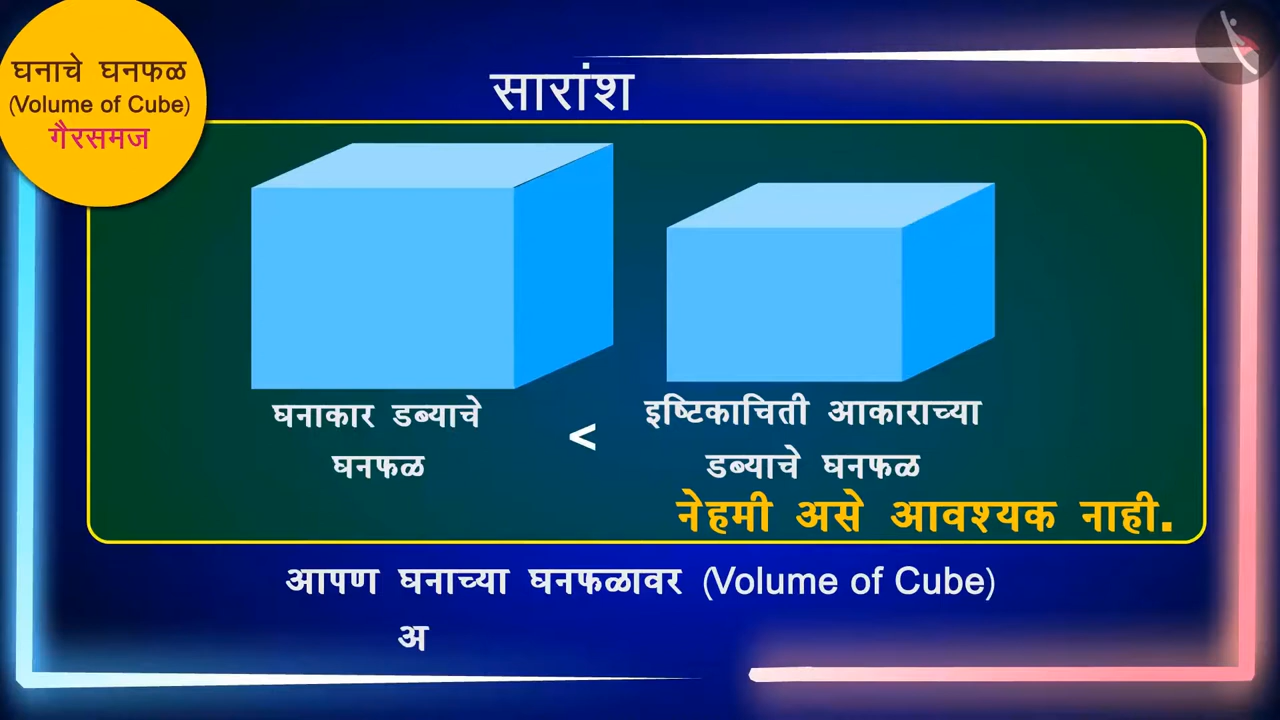 घनाचे घनफळ
(Volume of Cube)
गैरसमज
सारांश
घनाकार डब्याचे
घनफळ
<
इष्टिकाचिती आकाराच्या
डब्याचे घनफळ
नेहमी असे आवश्यक नाही.
आपण घनाच्या घनफळावर (Volume of Cube)
अ